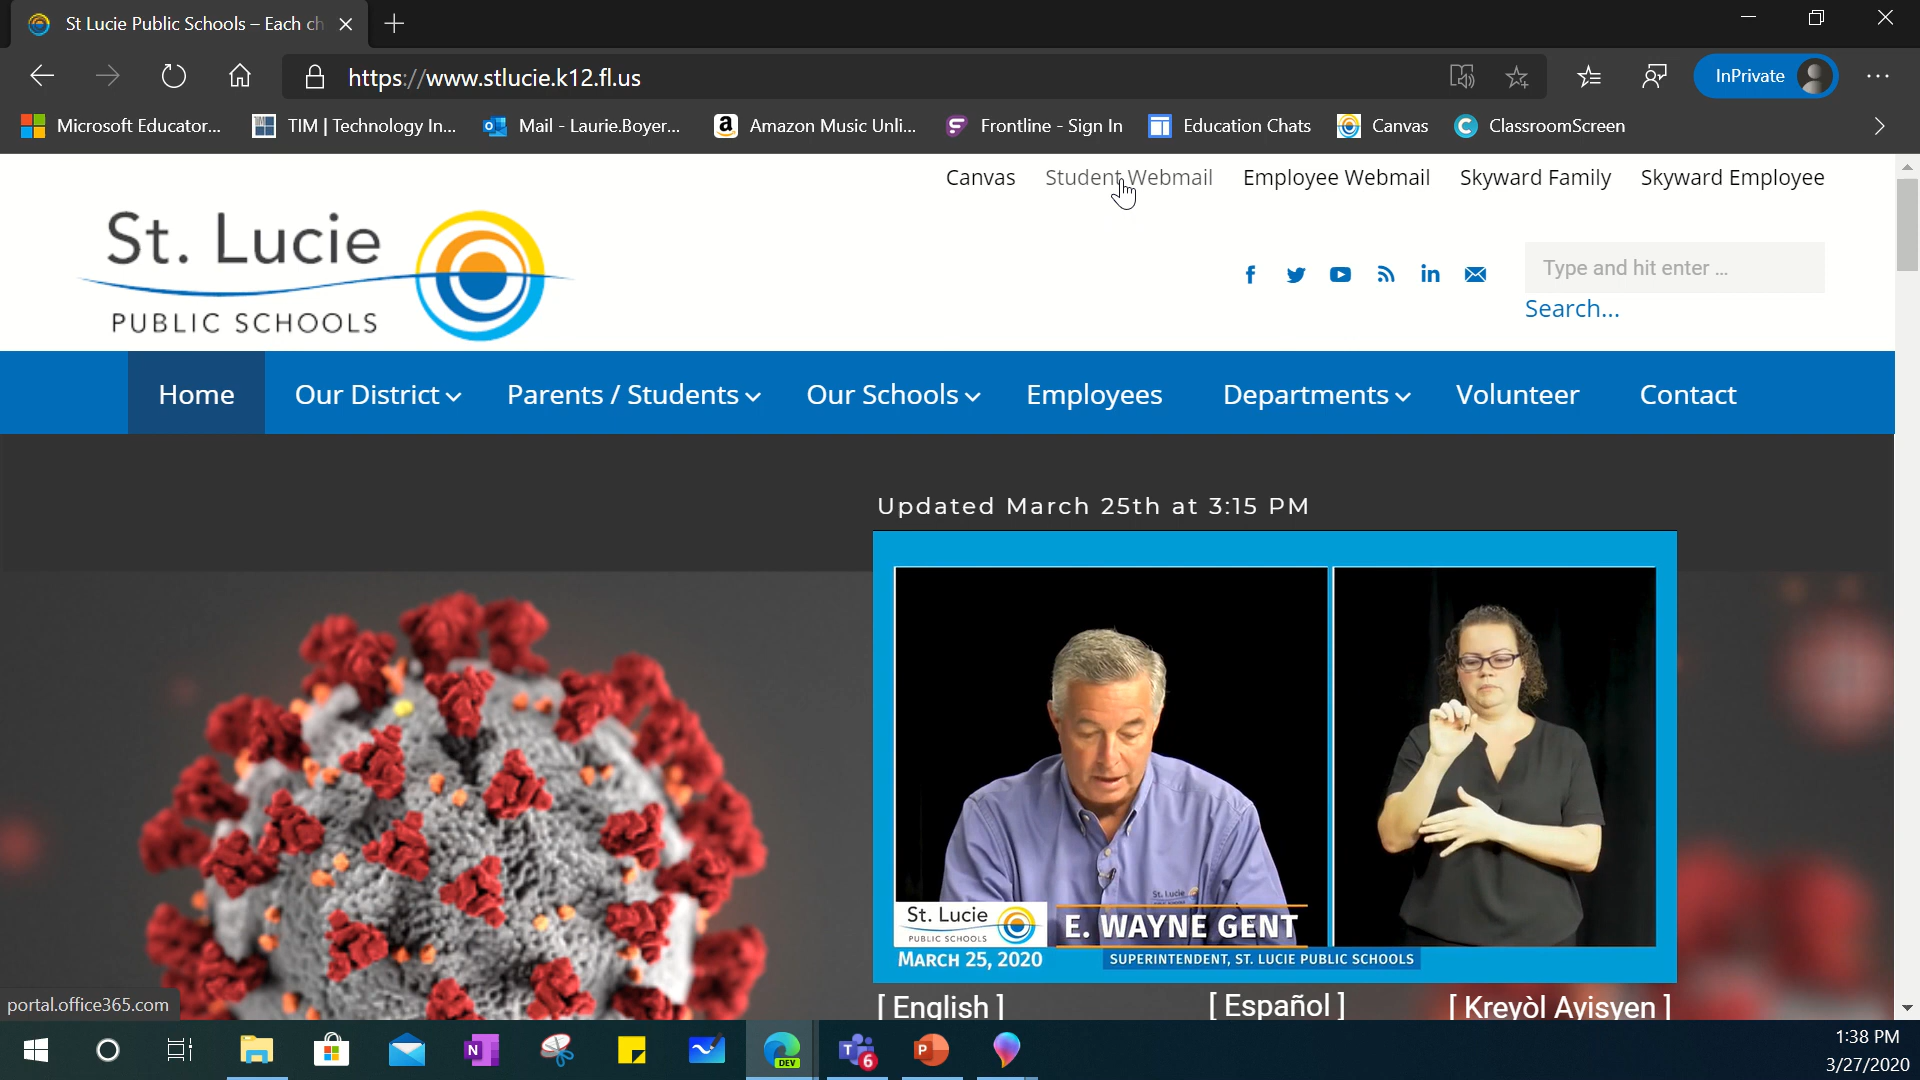 St Lucie Public Schools – Each ch
https://www.stlucie.k12.fl.us
InPrivate
Microsoft Educator...
TIM | Technology In...
Mail - Laurie.Boyer...
Amazon Music Unli...
Frontline - Sign In
Education Chats
Canvas
ClassroomScreen
Canvas
Student Webmail
Employee Webmail
Skyward Family
Skyward Employee
St. Lucie
PUBLIC SCHOOLS
Type and hit enter ...
Search...
Home
Our District
Parents / Students
Our Schools
Employees
Departments
Volunteer
Contact
Updated March 25th at 3:15 PM
St. Lucie
St. Lucie
PUBLIC SCHOOLS
E. WAYNE GENT
MARCH 25, 2020
SUPERINTENDENT, ST. LUCIE PUBLIC SCHOOLS
[ English ]
[ Español ]
[ Kreyòl Ayisyen ]
portal.office365.com
DEV
6
1:38 PM
3/27/2020